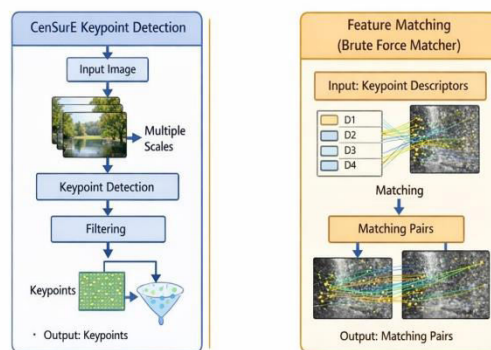 CenSurE Keypoint Detection
Input Image
Multiple
Scales
Keypoint Detection
Filtering
Keypoints
• Output: Keypoints
Feature Matching
(Brute Force Matcher)
Input: Keypoint Descriptors
D1
D2
D3
D4
Matching
Matching Pairs
Output: Matching Pairs